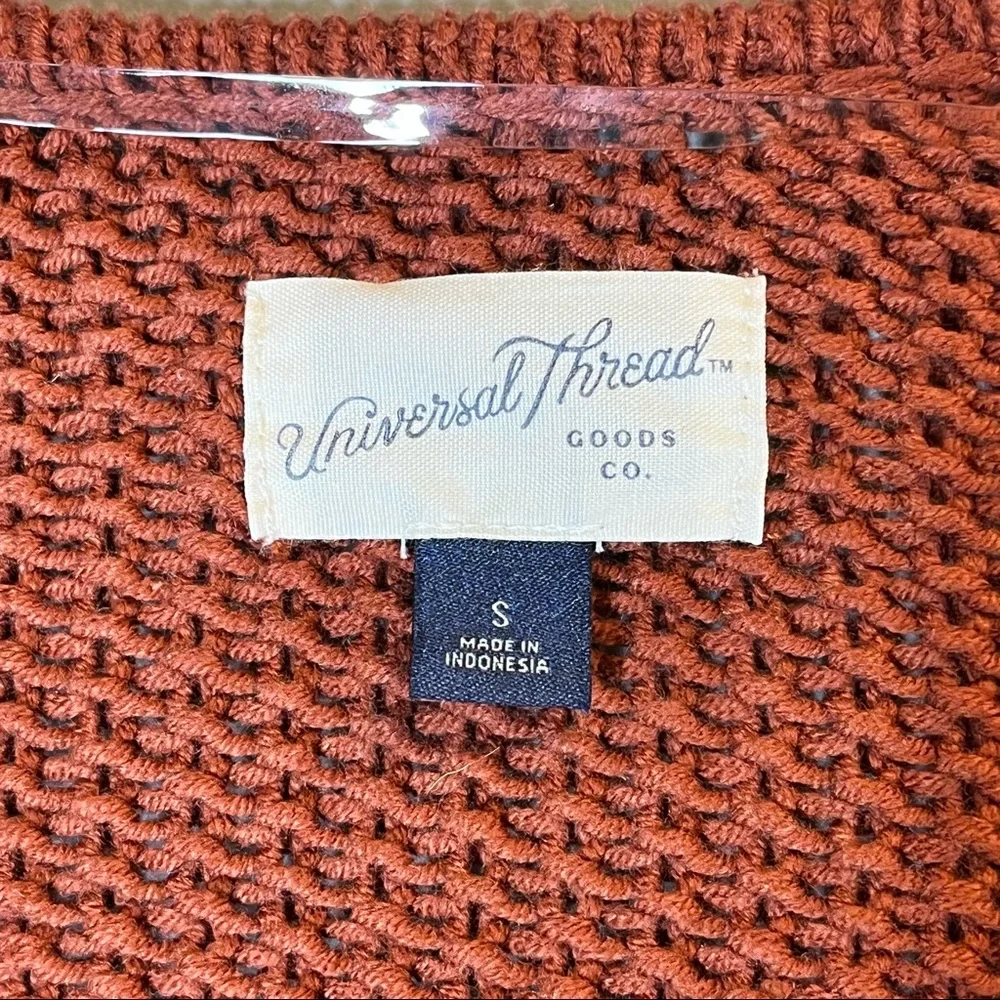 Universal Thread™
GOODS
CO.
S
MADE IN
INDONESIA